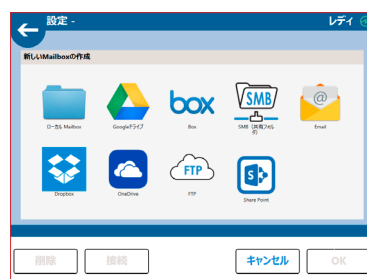 設定 -
レディ
新しいMailboxの作成
ローカル Mailbox
Googleドライブ
box
Box
SMB
SMB（共有フォルダ）
Email
Dropbox
OneDrive
FTP
FTP
Share Point
削除
接続
キャンセル
OK